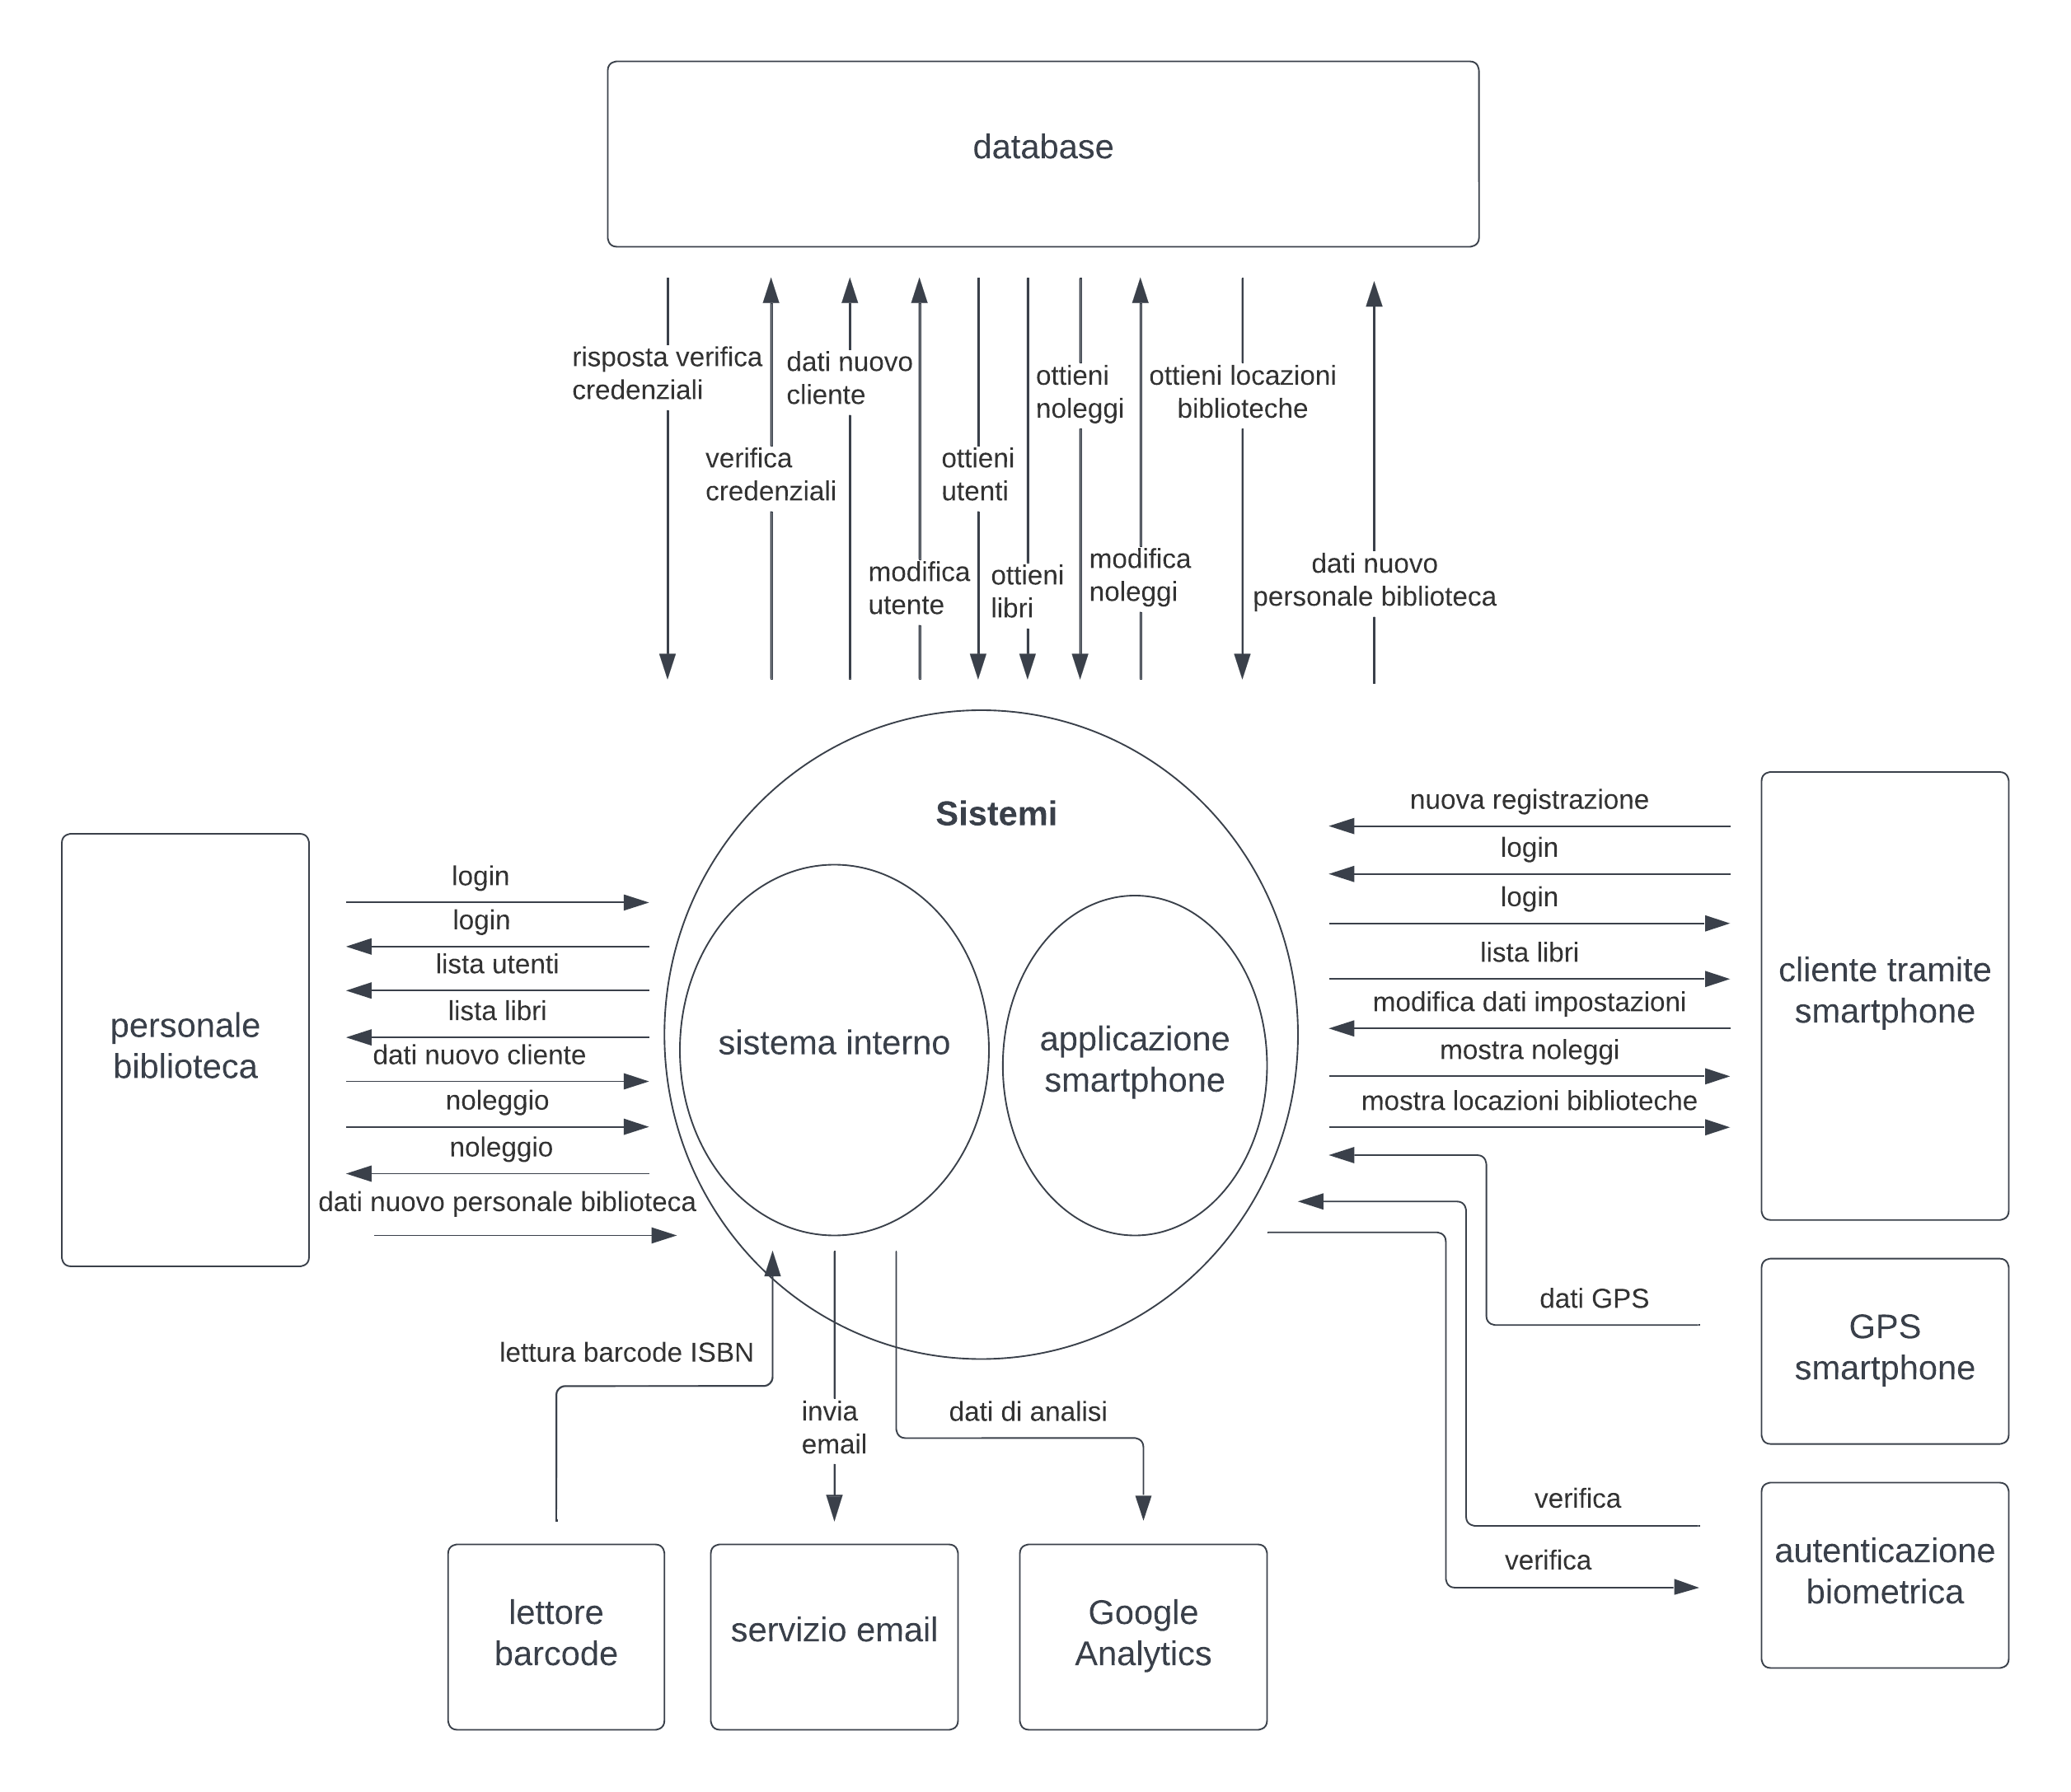 database
risposta verifica
credenziali
dati nuovo
cliente
ottieni
noleggi
ottieni locazioni
biblioteche
verifica
credenziali
ottieni
utenti
modifica
utente
ottieni
libri
modifica
noleggi
dati nuovo
personale biblioteca
Sistemi
sistema interno
applicazione
smartphone
personale
biblioteca
login
login
lista utenti
lista libri
dati nuovo cliente
noleggio
noleggio
dati nuovo personale biblioteca
nuova registrazione
login
login
lista libri
modifica dati impostazioni
mostra noleggi
mostra locazioni biblioteche
cliente tramite
smartphone
dati GPS
GPS
smartphone
verifica
verifica
autenticazione
biometrica
lettura barcode ISBN
invia
email
dati di analisi
lettore
barcode
servizio email
Google
Analytics